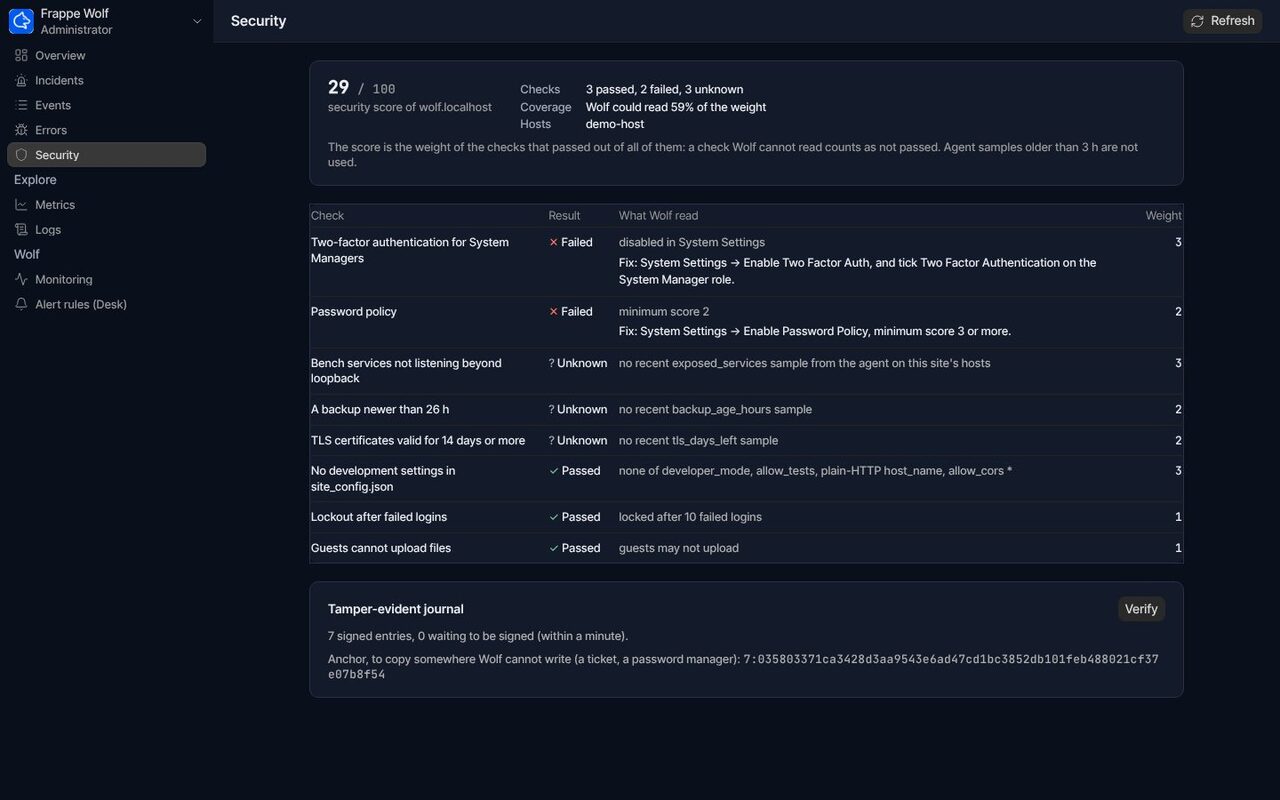 Frappe Wolf
Administrator
Overview
Incidents
Events
Errors
Security
Explore
Metrics
Logs
Wolf
Monitoring
Alert rules (Desk)
Security
Refresh
29 / 100
security score of wolf.localhost
Checks 3 passed, 2 failed, 3 unknown
Coverage Wolf could read 59% of the weight
Hosts demo-host
The score is the weight of the checks that passed out of all of them: a check Wolf cannot read counts as not passed. Agent samples older than 3 h are not
used.
Check Result What Wolf read Weight
Two-factor authentication for System
Managers
× Failed
disabled in System Settings
Fix: System Settings → Enable Two Factor Auth, and tick Two Factor Authentication on the
System Manager role.
3
Password policy
× Failed
minimum score 2
Fix: System Settings → Enable Password Policy, minimum score 3 or more.
2
Bench services not listening beyond
loopback
? Unknown
no recent exposed_services sample from the agent on this site's hosts
3
A backup newer than 26 h
? Unknown
no recent backup_age_hours sample
2
TLS certificates valid for 14 days or more
? Unknown
no recent tls_days_left sample
2
No development settings in
site_config.json
✓ Passed
none of developer_mode, allow_tests, plain-HTTP host_name, allow_cors *
3
Lockout after failed logins
✓ Passed
locked after 10 failed logins
1
Guests cannot upload files
✓ Passed
guests may not upload
1
Tamper-evident journal
Verify
7 signed entries, 0 waiting to be signed (within a minute).
Anchor, to copy somewhere Wolf cannot write (a ticket, a password manager): 7:035803371ca3428d3aa9543e6ad47cd1bc3852db101feb488021cf37
e07b8f54